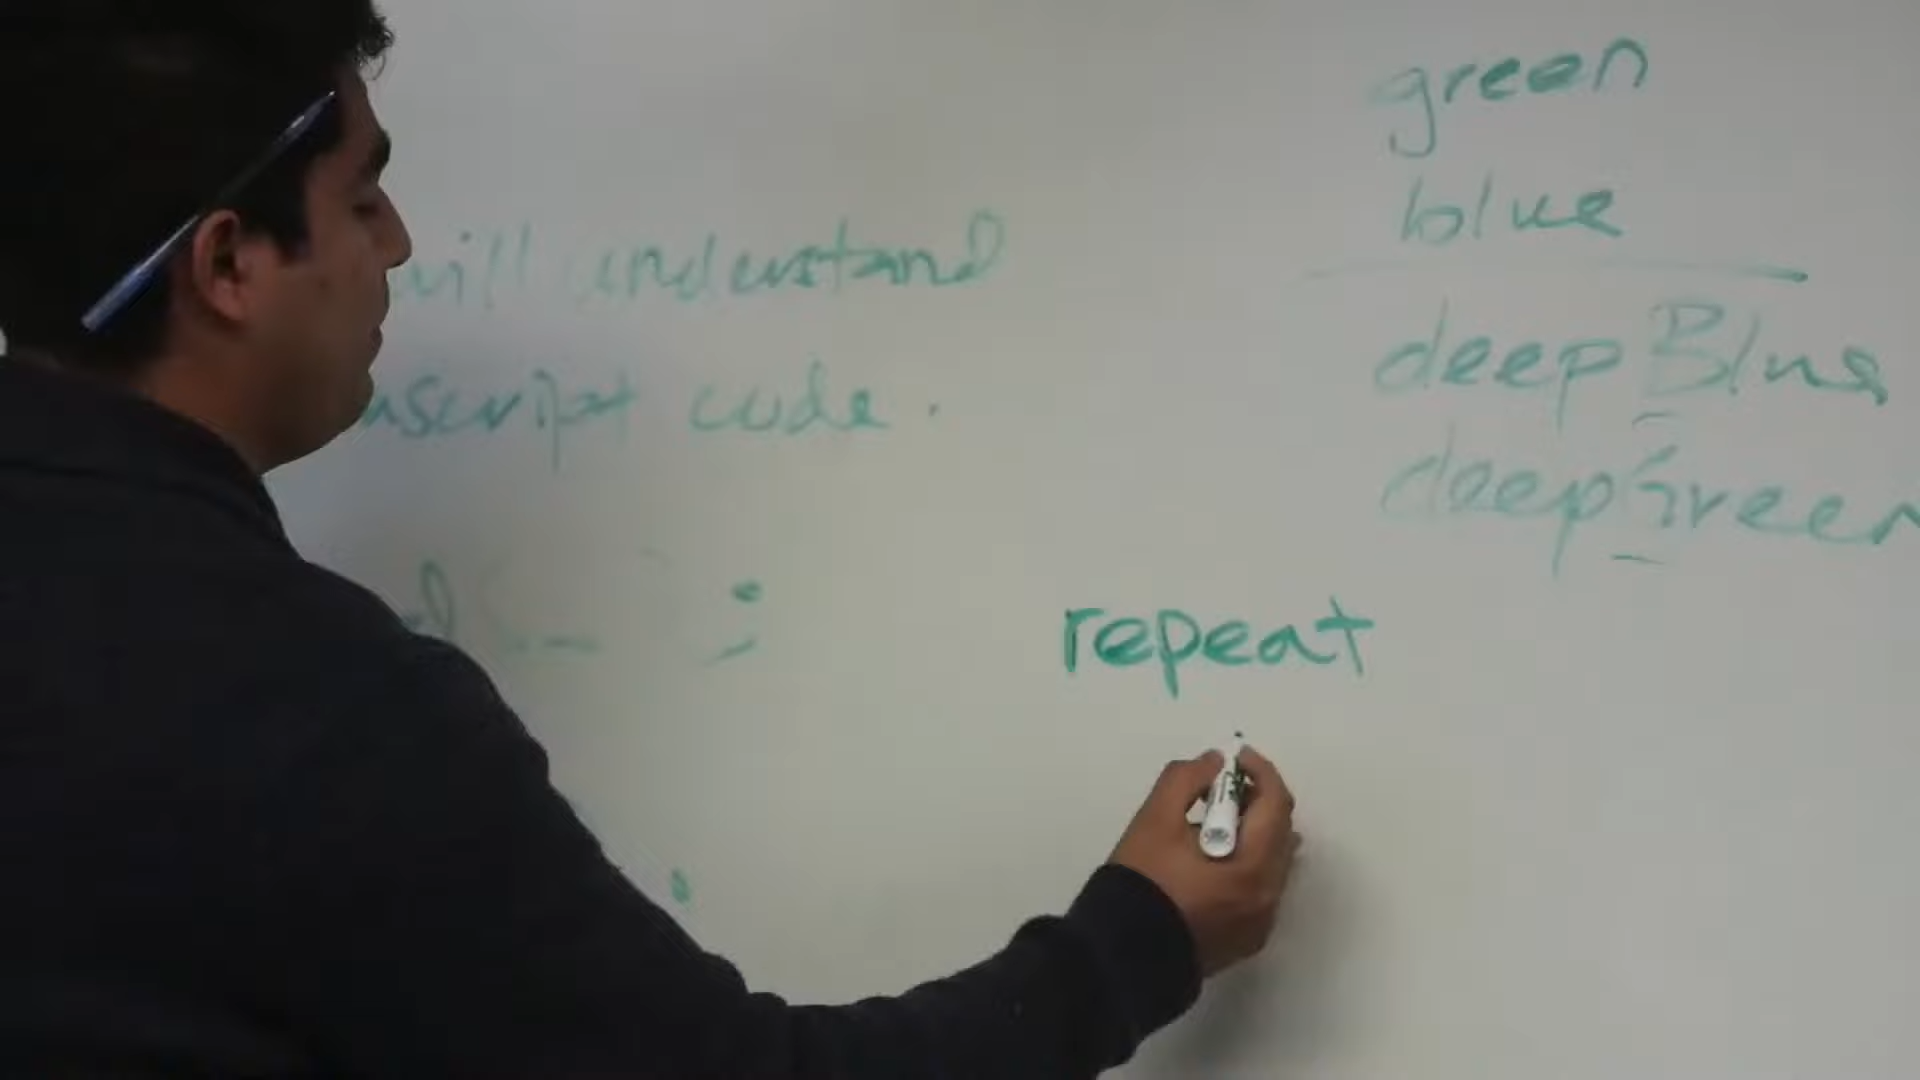 will understand
ascript code.
;
green
blue
deepBlue
deepGreen
repeat